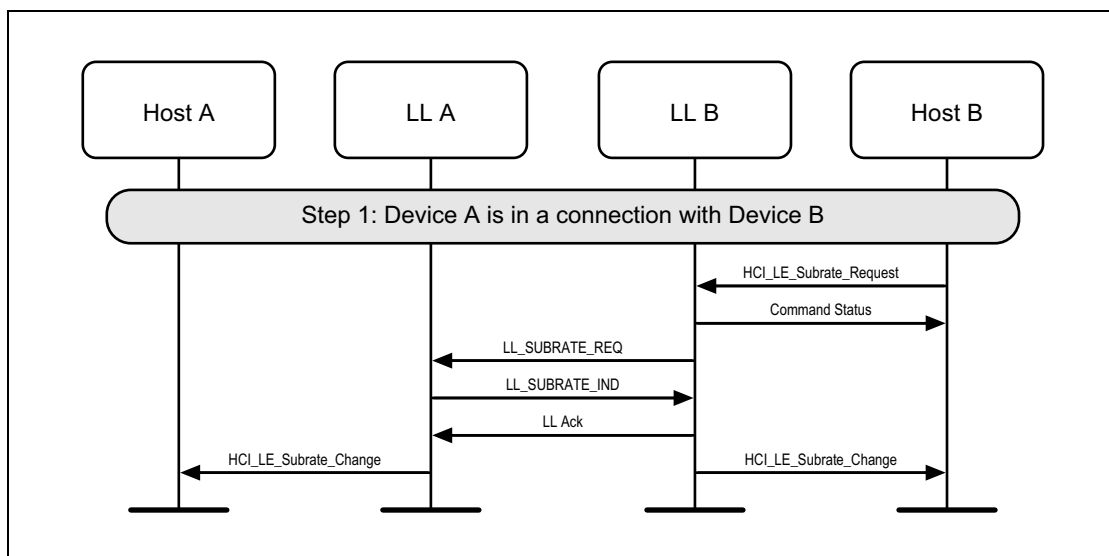 Host A
LL A
LL B
Host B
Step 1: Device A is in a connection with Device B
HCI_LE_Subrate_Request
Command Status
LL_SUBRATE_REQ
LL_SUBRATE_IND
LL Ack
HCI_LE_Subrate_Change
HCI_LE_Subrate_Change